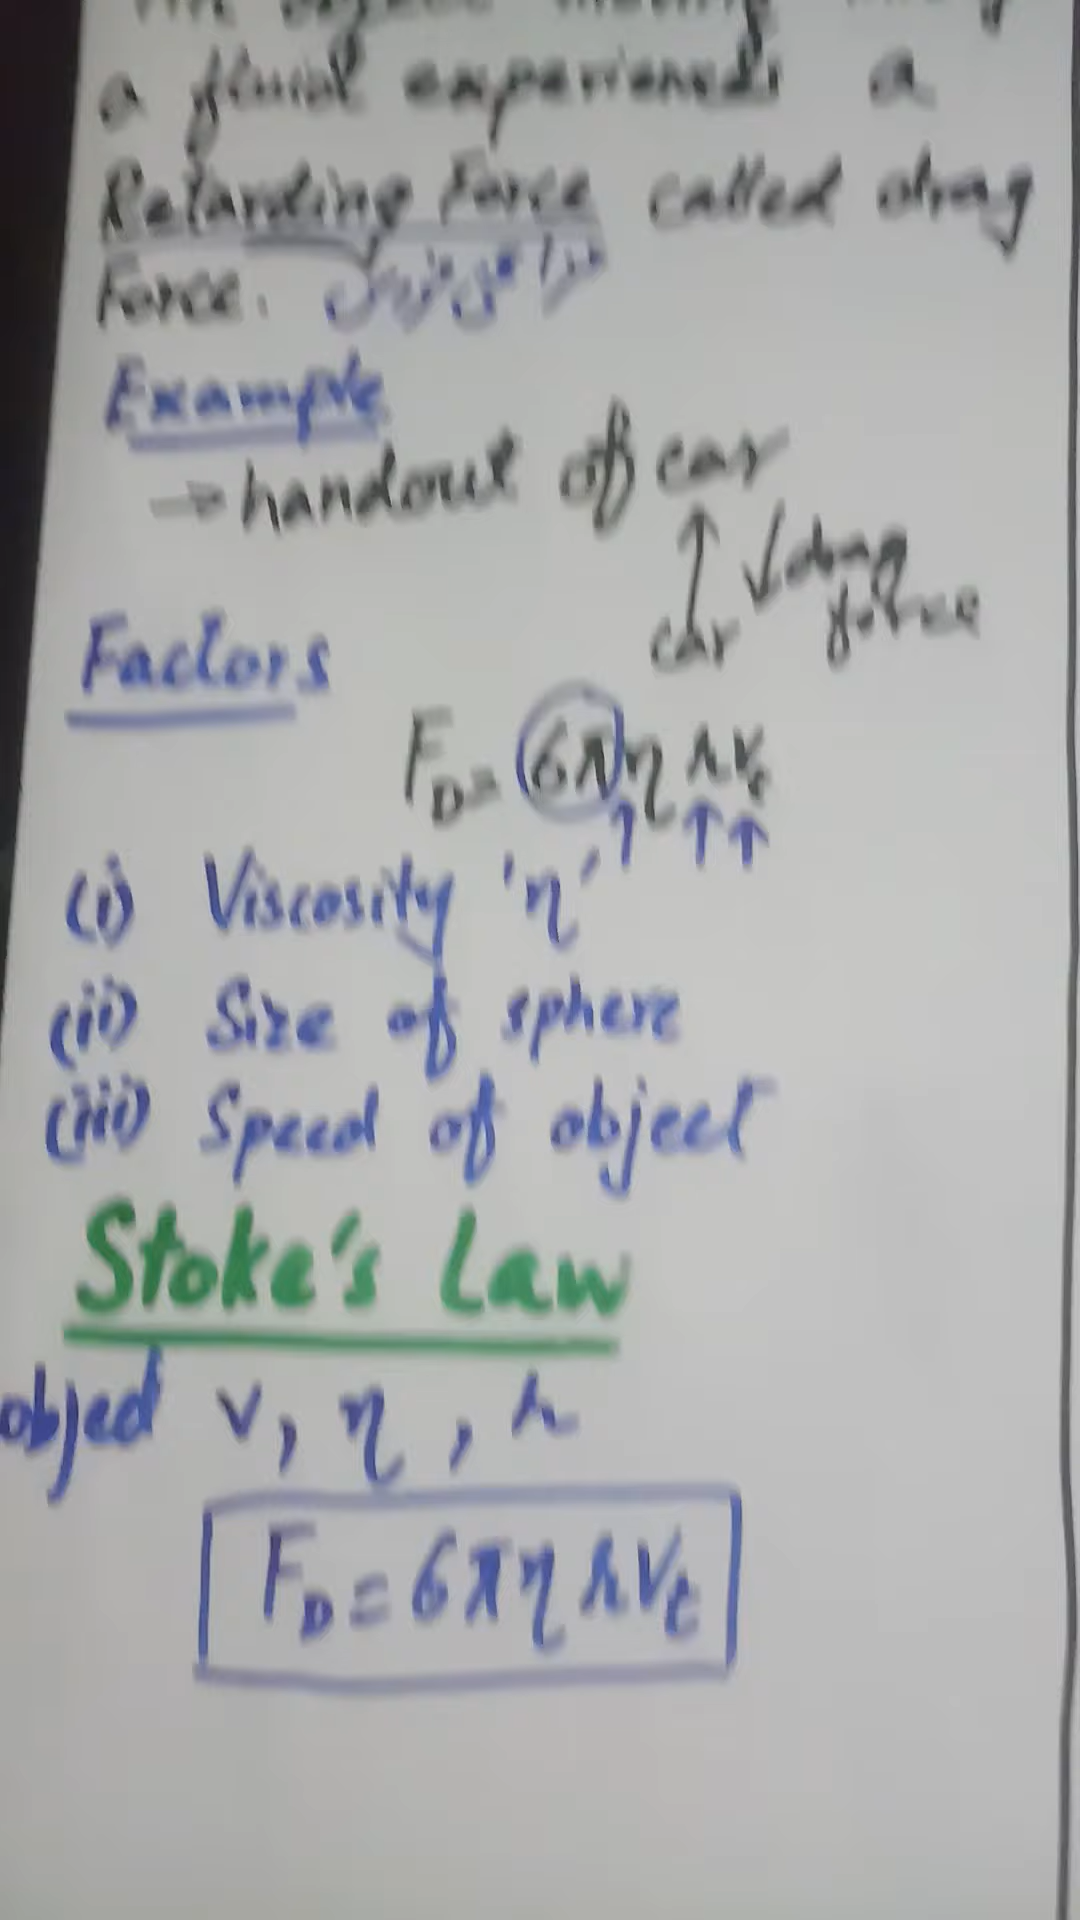 a fluid experiences a
Retarding Force called drag
Force.
Example
→ handout of car
↑ ↓ drag
car force
Factors
F_D = 6πη r v_t
↑ ↑ ↑
(i) Viscosity 'η'
(ii) Size of sphere
(iii) Speed of object
Stoke's Law
object v, η, r
F_D = 6πη r v_t